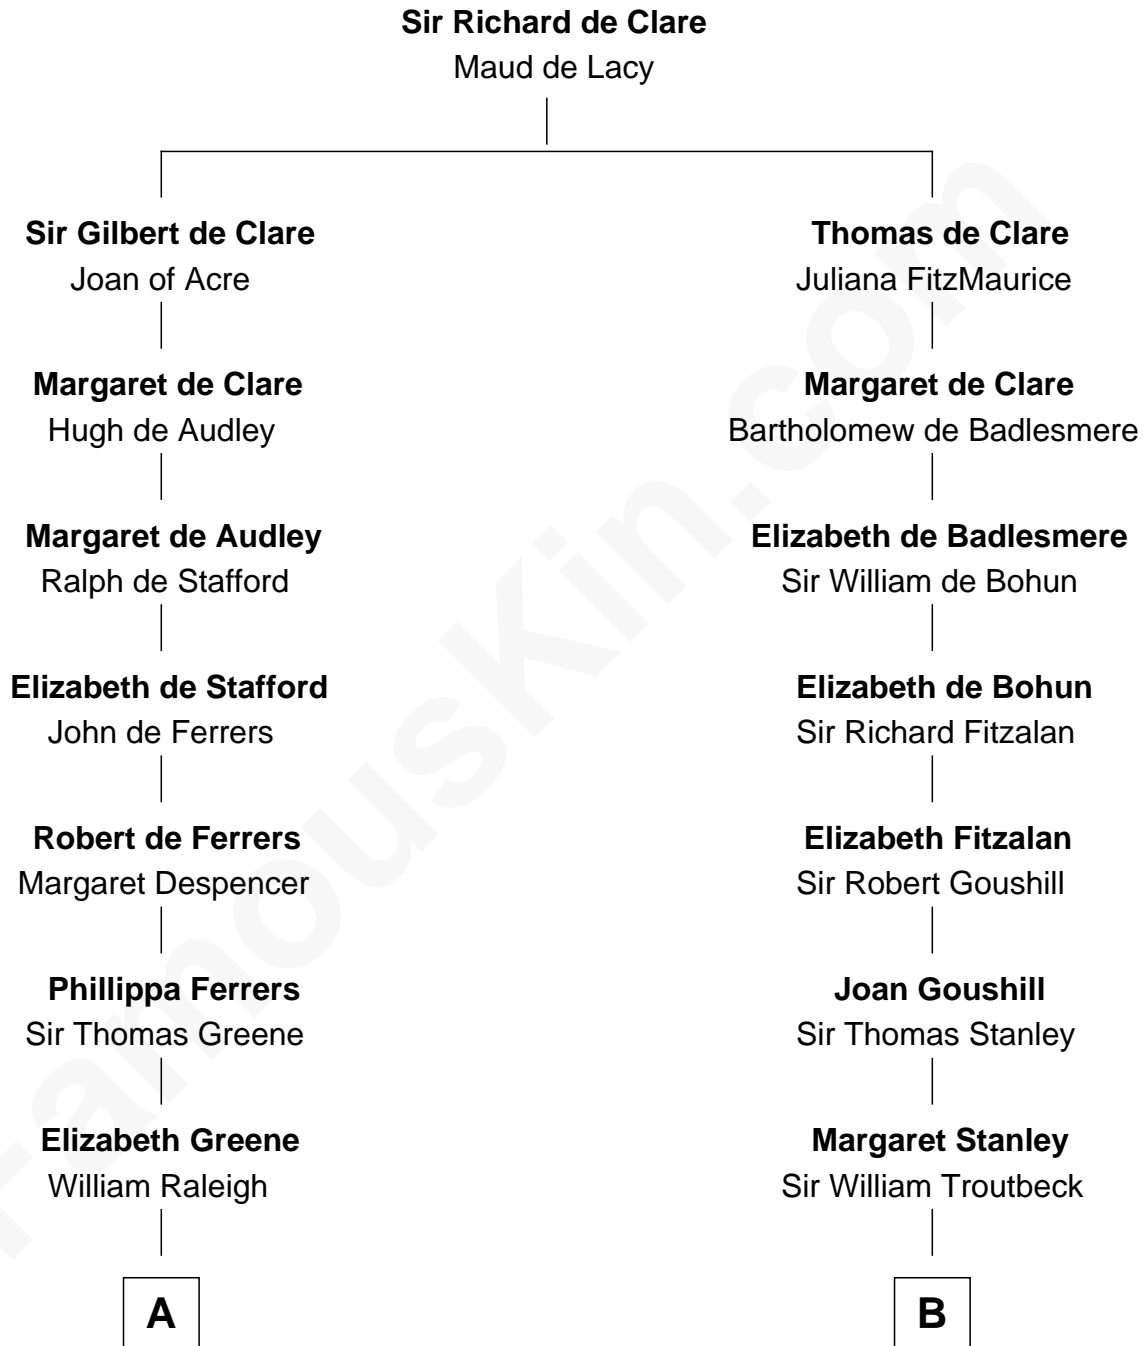 Sir Richard de Clare
Maud de Lacy
Sir Gilbert de Clare
Joan of Acre
Thomas de Clare
Juliana FitzMaurice
Margaret de Clare
Hugh de Audley
Margaret de Clare
Bartholomew de Badlesmere
Margaret de Audley
Ralph de Stafford
Elizabeth de Badlesmere
Sir William de Bohun
Elizabeth de Stafford
John de Ferrers
Elizabeth de Bohun
Sir Richard Fitzalan
Robert de Ferrers
Margaret Despencer
Elizabeth Fitzalan
Sir Robert Goushill
Phillippa Ferrers
Sir Thomas Greene
Joan Goushill
Sir Thomas Stanley
Elizabeth Greene
William Raleigh
Margaret Stanley
Sir William Troutbeck
A
B
FamousKin.com